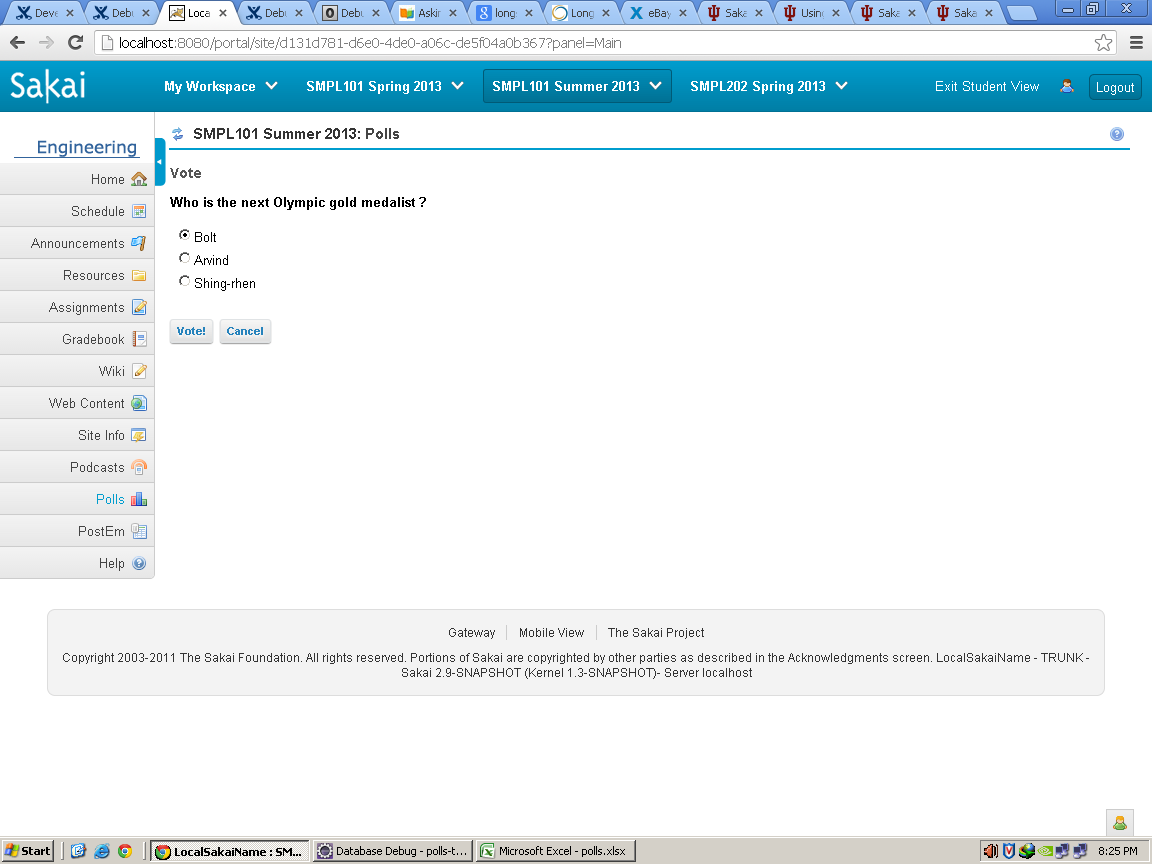 Deve
Debu
Loca
Debu
Debu
Askin
long
Long
eBay
Saka
Using
Saka
Saka
localhost:8080/portal/site/d131d781-d6e0-4de0-a06c-de5f04a0b367?panel=Main
Sakai
My Workspace
SMPL101 Spring 2013
SMPL101 Summer 2013
SMPL202 Spring 2013
Exit Student View
Logout
Engineering
Home
Schedule
Announcements
Resources
Assignments
Gradebook
Wiki
Web Content
Site Info
Podcasts
Polls
PostEm
Help
SMPL101 Summer 2013: Polls
Vote
Who is the next Olympic gold medalist ?
Bolt
Arvind
Shing-rhen
Vote! Cancel
Gateway | Mobile View | The Sakai Project
Copyright 2003-2011 The Sakai Foundation. All rights reserved. Portions of Sakai are copyrighted by other parties as described in the Acknowledgments screen. LocalSakaiName - TRUNK -
Sakai 2.9-SNAPSHOT (Kernel 1.3-SNAPSHOT)- Server localhost
Start
LocalSakaiName : SM...
Database Debug - polls-t...
Microsoft Excel - polls.xlsx
8:25 PM